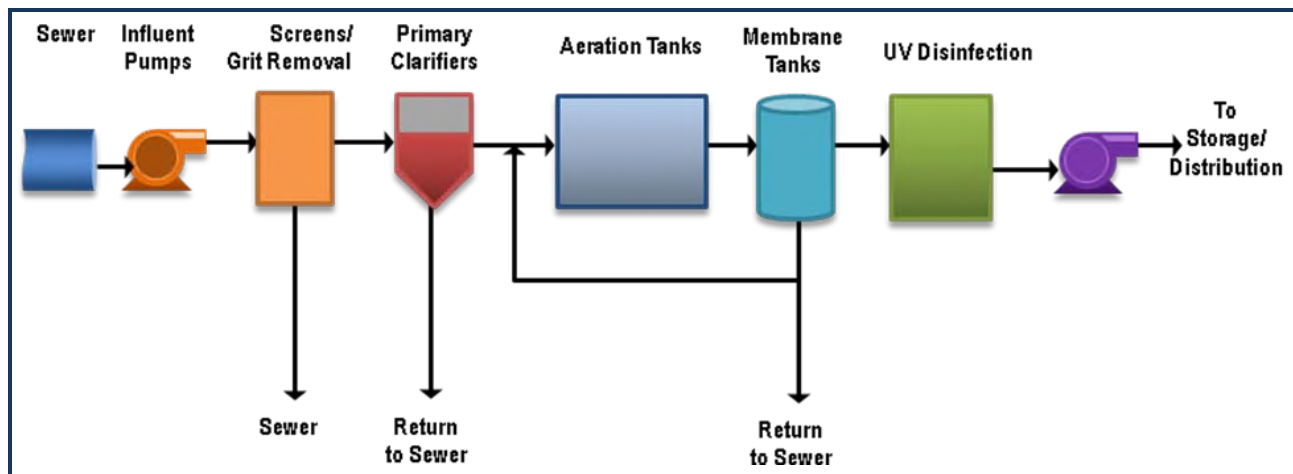 Sewer
Influent
Pumps
Screens/
Grit Removal
Primary
Clarifiers
Aeration Tanks
Membrane
Tanks
UV Disinfection
To
Storage/
Distribution
Sewer
Return
to Sewer
Return
to Sewer